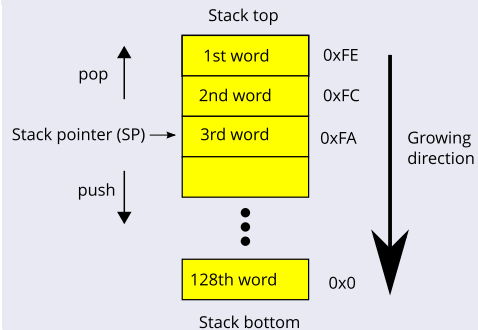 Stack top
1st word
0xFE
pop
2nd word
0xFC
Stack pointer (SP)
3rd word
0xFA
Growing
direction
push
128th word
0x0
Stack bottom